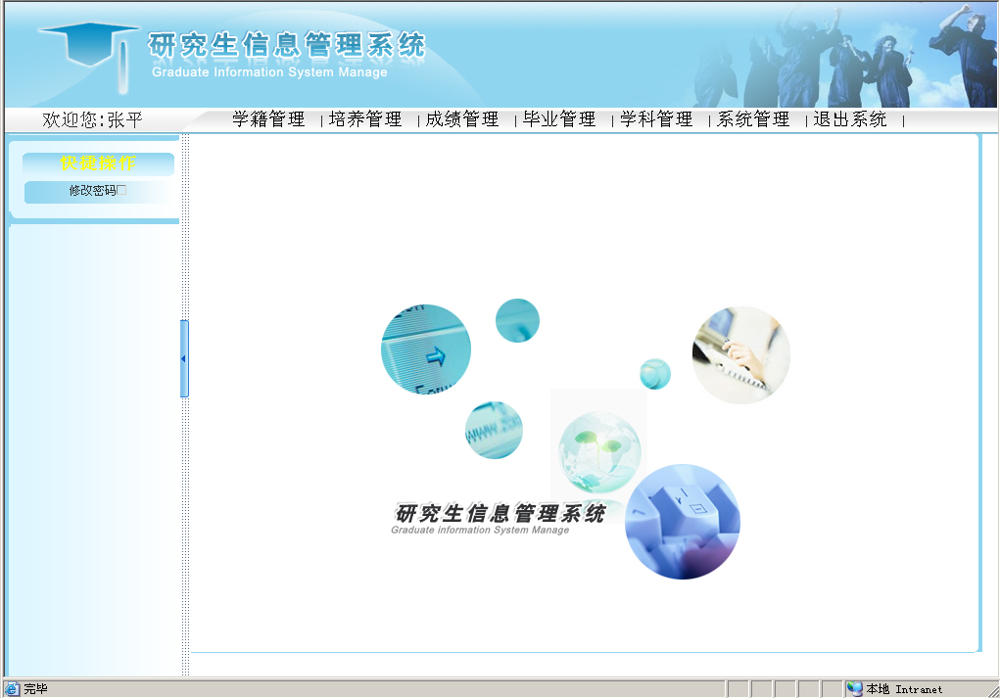 研究生信息管理系统
Graduate Information System Manage
欢迎您:张平
学籍管理 | 培养管理 | 成绩管理 | 毕业管理 | 学科管理 | 系统管理 | 退出系统 |
快捷操作
修改密码
www.
研究生信息管理系统
Graduate information System Manage
完毕
本地 Intranet